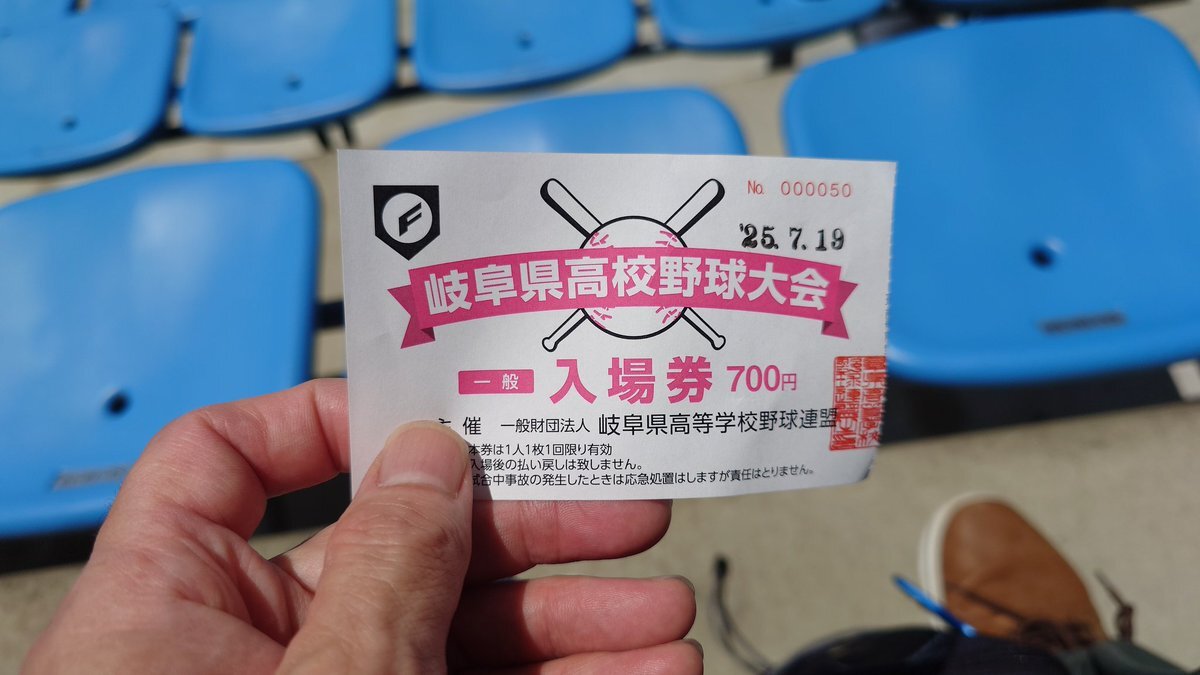 F
No. 000050
'25.7.19
岐阜県高校野球大会
一般 入場券 700円
主催 一般財団法人 岐阜県高等学校野球連盟
本券は1人1枚1回限り有効
入場後の払い戻しは致しません。
試合中事故の発生したときは応急処置はしますが責任はとりません。